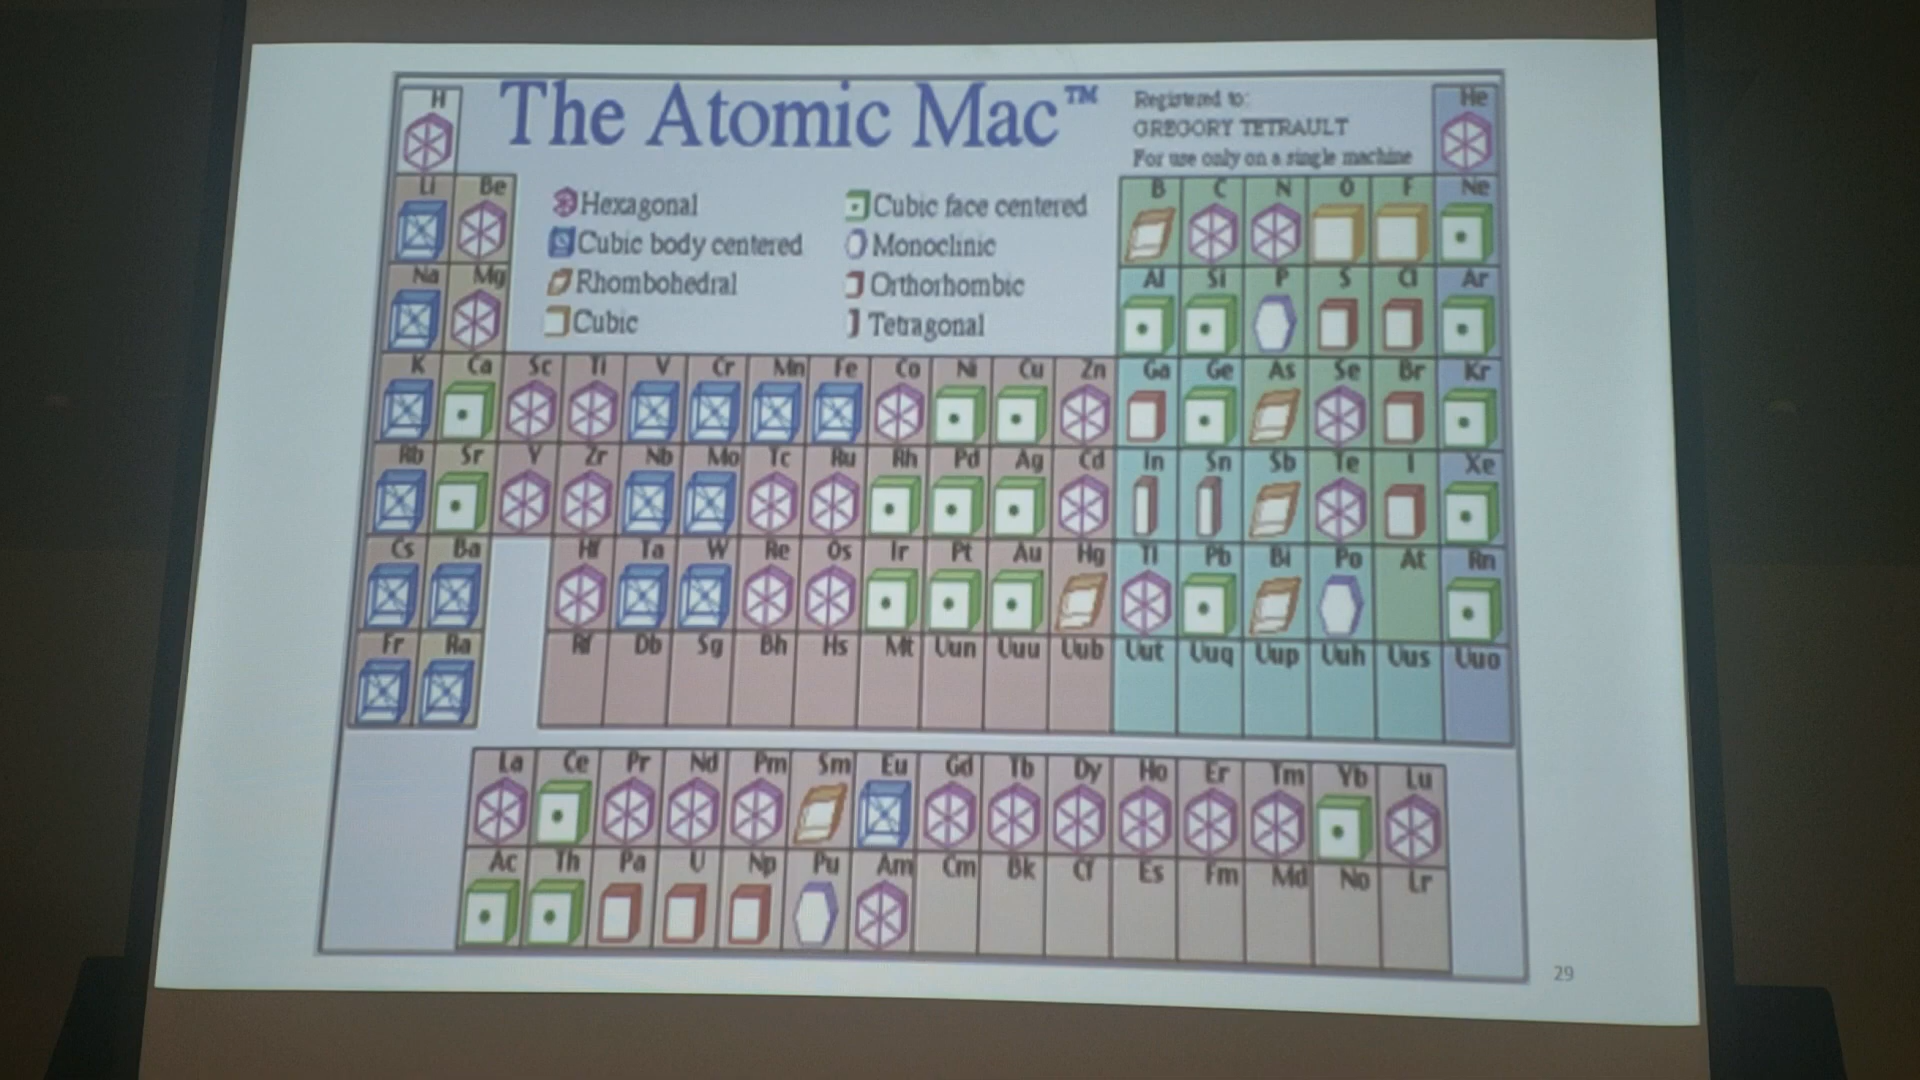 The Atomic Mac™
Registered to:
GREGORY TETRAULT
For use only on a single machine
H He
Hexagonal Cubic face centered
Cubic body centered Monoclinic
Rhombohedral Orthorhombic
Cubic Tetragonal
Li Be B C N O F Ne
Na Mg Al Si P S Cl Ar
K Ca Sc Ti V Cr Mn Fe Co Ni Cu Zn Ga Ge As Se Br Kr
Rb Sr Y Zr Nb Mo Tc Ru Rh Pd Ag Cd In Sn Sb Te I Xe
Cs Ba Hf Ta W Re Os Ir Pt Au Hg Tl Pb Bi Po At Rn
Fr Ra Rf Db Sg Bh Hs Mt Uun Uuu Uub Uut Uuq Uup Uuh Uus Uuo
La Ce Pr Nd Pm Sm Eu Gd Tb Dy Ho Er Tm Yb Lu
Ac Th Pa U Np Pu Am Cm Bk Cf Es Fm Md No Lr
29